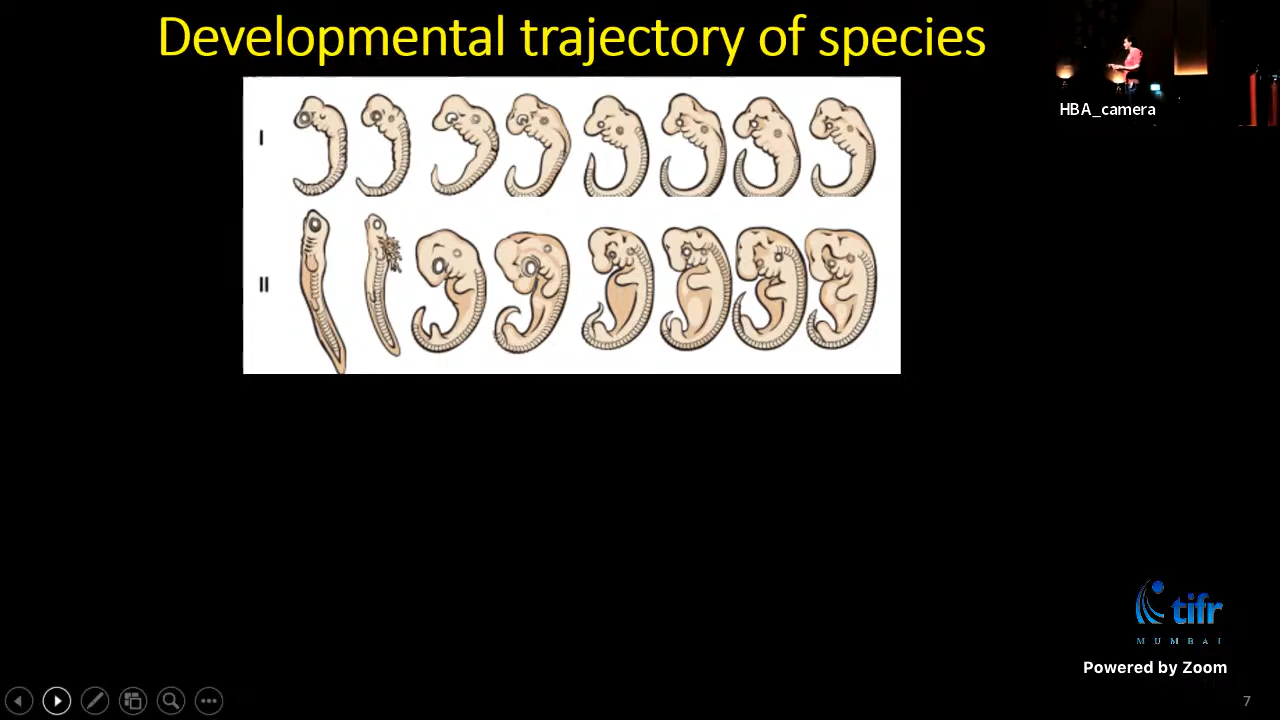 Developmental trajectory of species
HBA_camera
I
II
tifr
MUMBAI
Powered by Zoom
7